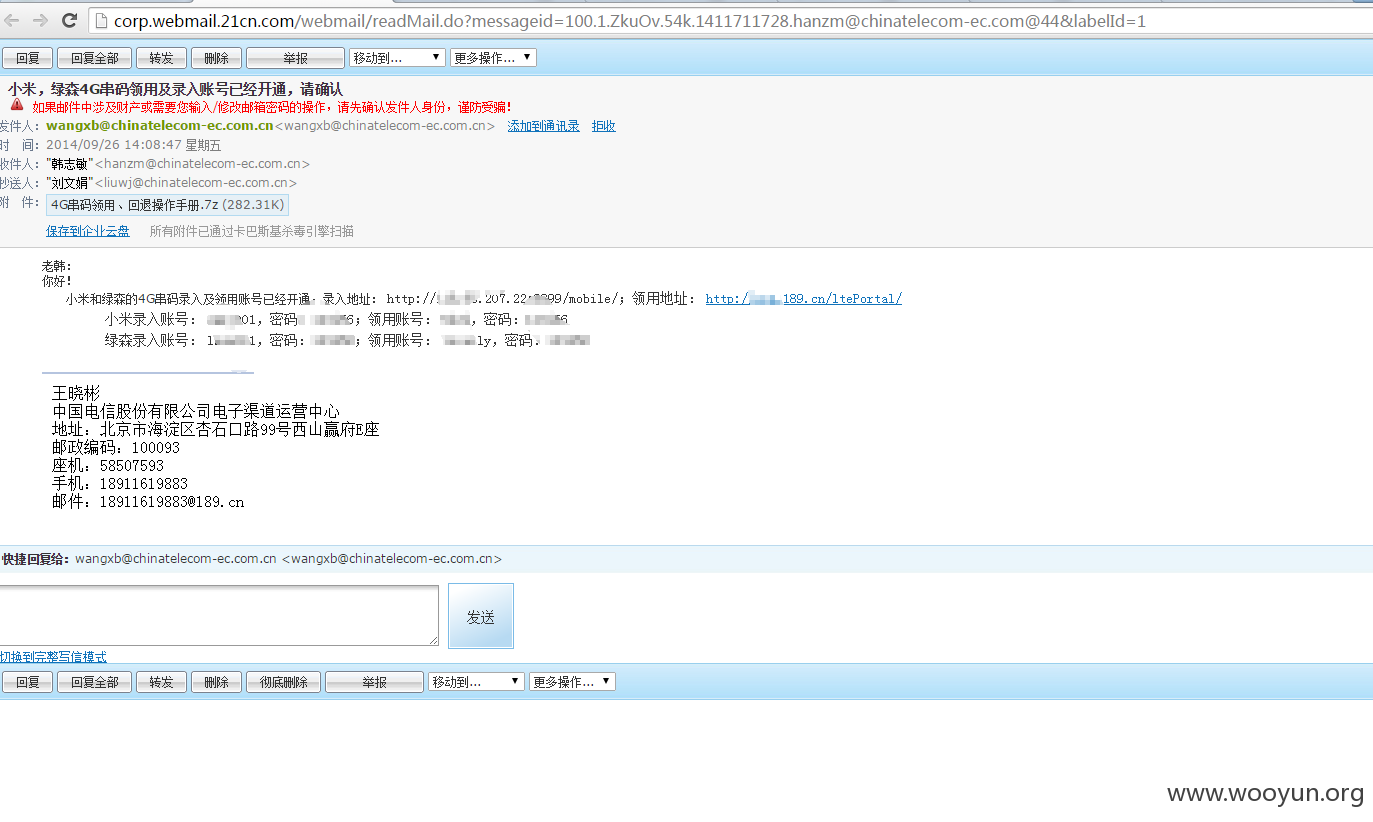 corp.webmail.21cn.com/webmail/readMail.do?messageid=100.1.ZkuOv.54k.1411711728.hanzm@chinatelecom-ec.com@44&labelId=1
回复 回复全部 转发 删除 举报 移动到... 更多操作...
小米，绿森4G串码领用及录入账号已经开通，请确认
如果邮件中涉及财产或需要您输入/修改邮箱密码的操作，请先确认发件人身份，谨防受骗！
发件人： wangxb@chinatelecom-ec.com.cn<wangxb@chinatelecom-ec.com.cn> 添加到通讯录 拒收
时 间： 2014/09/26 14:08:47 星期五
收件人： "韩志敏"<hanzm@chinatelecom-ec.com.cn>
抄送人： "刘文娟"<liuwj@chinatelecom-ec.com.cn>
附 件： 4G串码领用、回退操作手册.7z (282.31K)
保存到企业云盘 所有附件已通过卡巴斯基杀毒引擎扫描
老韩：
你好！
小米和绿森的4G串码录入及领用账号已经开通，录入地址： http:// .207.22 /mobile/；领用地址： http:/ .189.cn/ltePortal/
小米录入账号： 01，密码： 6；领用账号： ，密码： 6
绿森录入账号： l 1，密码： ；领用账号： ly，密码：
王晓彬
中国电信股份有限公司电子渠道运营中心
地址：北京市海淀区杏石口路99号西山赢府E座
邮政编码：100093
座机：58507593
手机：18911619883
邮件：18911619883@189.cn
快捷回复给： wangxb@chinatelecom-ec.com.cn <wangxb@chinatelecom-ec.com.cn>
发送
切换到完整写信模式
回复 回复全部 转发 删除 彻底删除 举报 移动到... 更多操作...
www.wooyun.org